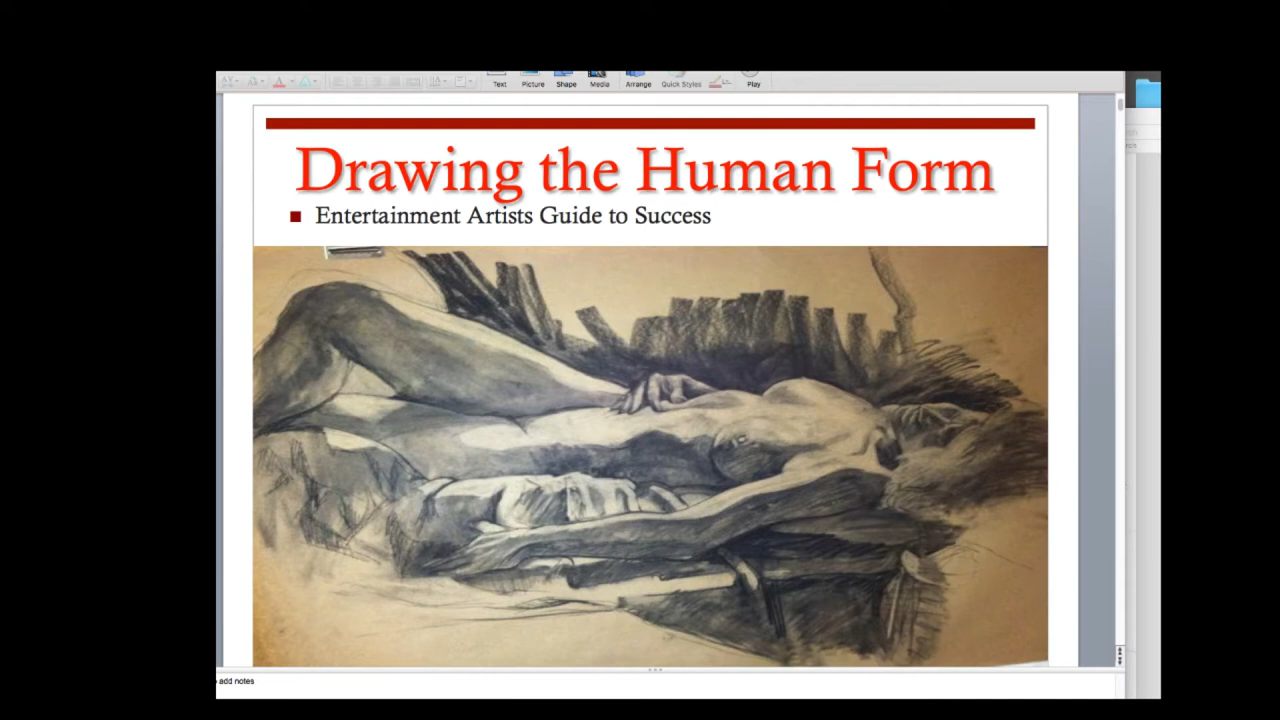 Text Picture Shape Media Arrange Quick Styles Play
Drawing the Human Form
Entertainment Artists Guide to Success
add notes